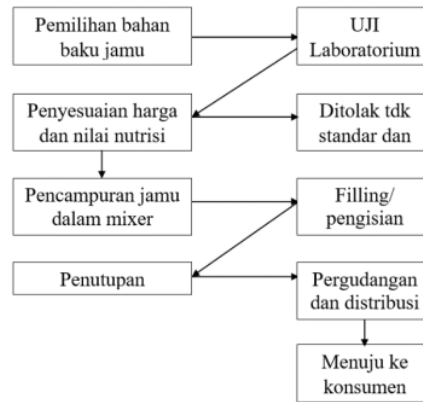 Pemilihan bahan
baku jamu
UJI
Laboratorium
Penyesuaian harga
dan nilai nutrisi
Ditolak tdk
standar dan
Pencampuran jamu
dalam mixer
Filling/
pengisian
Penutupan
Pergudangan
dan distribusi
Menuju ke
konsumen